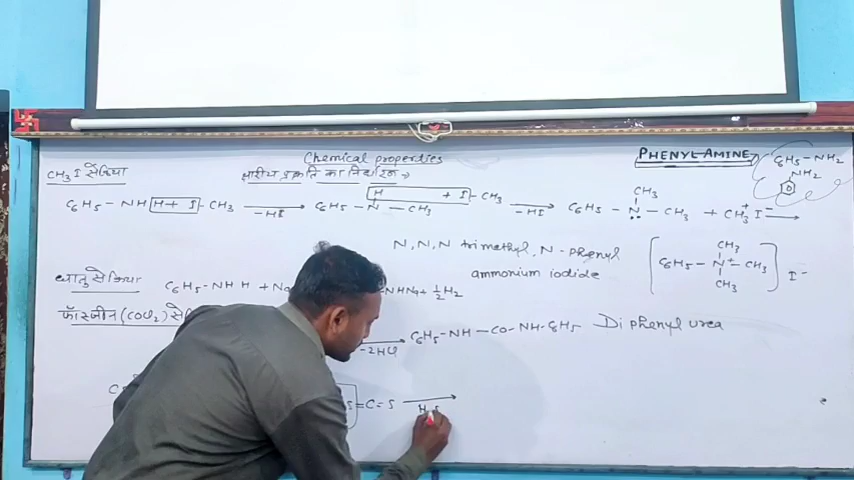 Chemical properties
PHENYL AMINE
C6H5-NH2
NH2
CH3I से क्रिया
क्षारीय प्रकृति का निर्धारण →
C6H5 - NH H + I - CH3 —-HI→ C6H5 - N - CH3 H + I - CH3 —-HI→ C6H5 - N̤ - CH3 CH3 + CH3⁺ I⁻ →
N, N, N trimethyl, N-phenyl
ammonium iodide
[C6H5 - N⁺ - CH3 CH3 CH3] I⁻
धातु से क्रिया C6H5-NH H + Na NHNa + ½H2
फॉस्जीन (COCl2) से
-2HCl→ C6H5-NH-CO-NH-C6H5 Di phenyl urea
S=C=S →